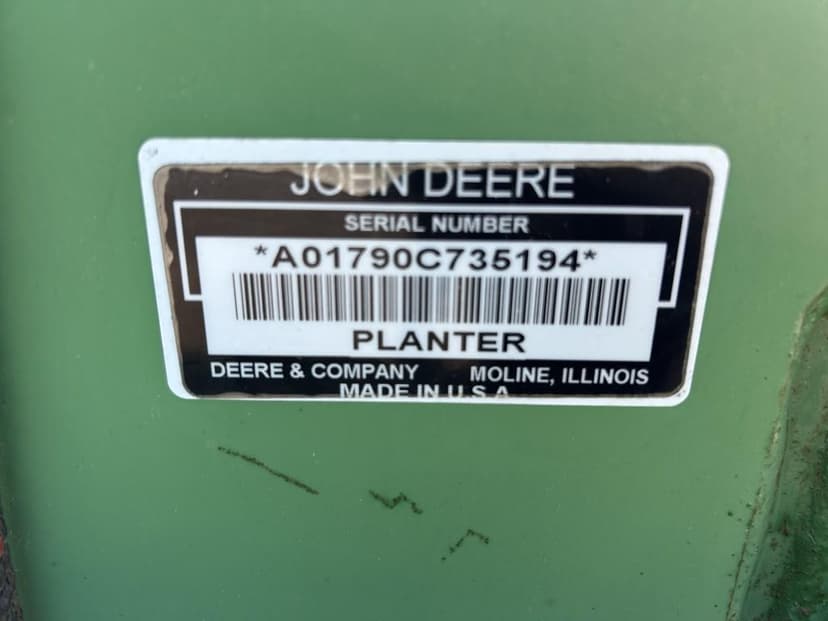 JOHN DEERE
SERIAL NUMBER
*A01790C735194*
PLANTER
DEERE & COMPANY MOLINE, ILLINOIS
MADE IN U.S.A